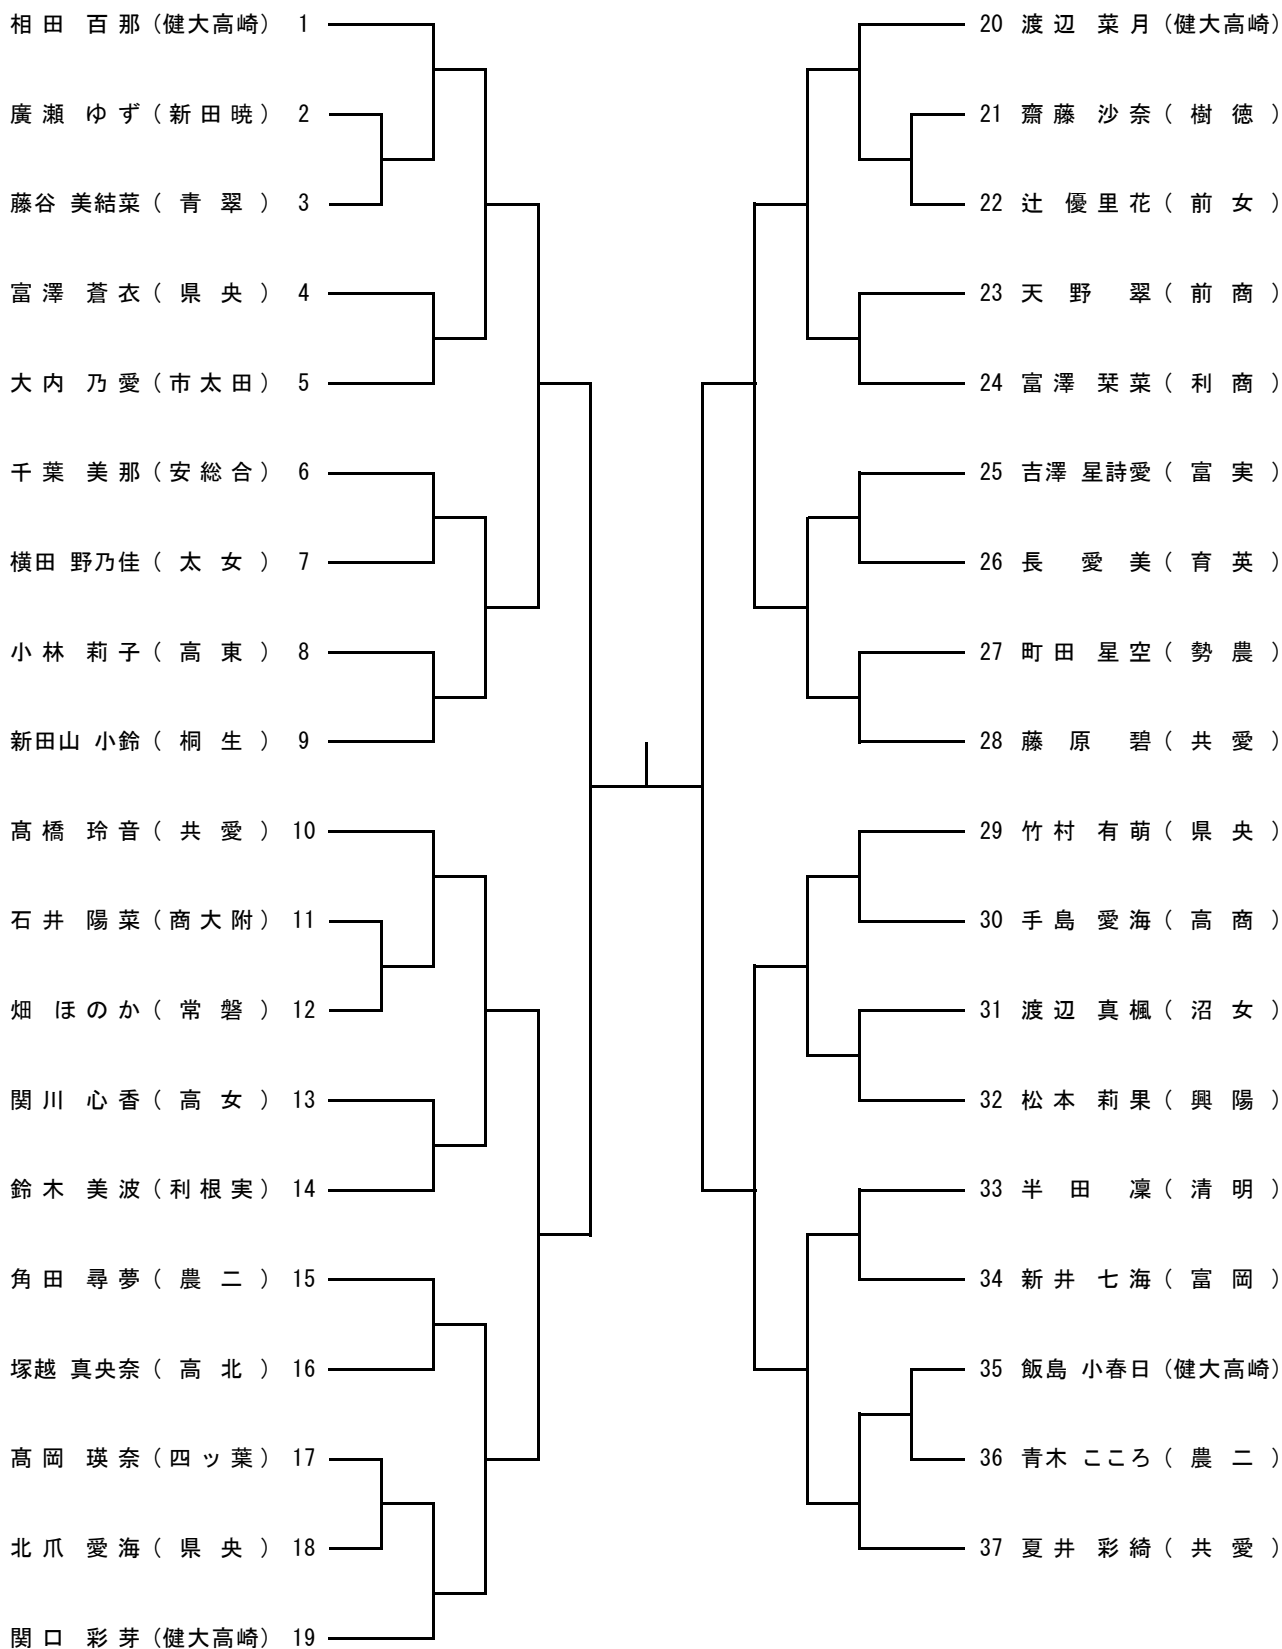 相田 百那 (健大高崎) 1
廣瀬 ゆず (新田暁) 2
藤谷 美結菜 (青翠) 3
富澤 蒼衣 (県央) 4
大内 乃愛 (市太田) 5
千葉 美那 (安総合) 6
横田 野乃佳 (太女) 7
小林 莉子 (高東) 8
新田山 小鈴 (桐生) 9
髙橋 玲音 (共愛) 10
石井 陽菜 (商大附) 11
畑 ほのか (常磐) 12
関川 心香 (高女) 13
鈴木 美波 (利根実) 14
角田 尋夢 (農二) 15
塚越 真央奈 (高北) 16
髙岡 瑛奈 (四ッ葉) 17
北爪 愛海 (県央) 18
関口 彩芽 (健大高崎) 19
20 渡辺 菜月 (健大高崎)
21 齋藤 沙奈 (樹徳)
22 辻 優里花 (前女)
23 天野 翠 (前商)
24 富澤 栞菜 (利商)
25 吉澤 星詩愛 (富実)
26 長 愛美 (育英)
27 町田 星空 (勢農)
28 藤原 碧 (共愛)
29 竹村 有萌 (県央)
30 手島 愛海 (高商)
31 渡辺 真楓 (沼女)
32 松本 莉果 (興陽)
33 半田 凜 (清明)
34 新井 七海 (富岡)
35 飯島 小春日 (健大高崎)
36 青木 こころ (農二)
37 夏井 彩綺 (共愛)